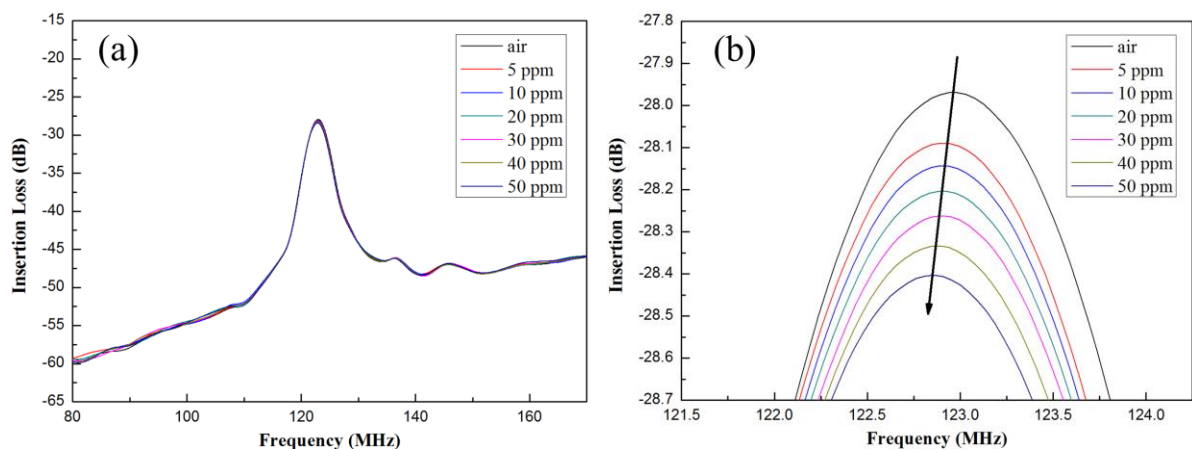 (a)
Insertion Loss (dB)
-15
-20
-25
-30
-35
-40
-45
-50
-55
-60
-65
80
100
120
140
160
Frequency (MHz)
air
5 ppm
10 ppm
20 ppm
30 ppm
40 ppm
50 ppm
(b)
Insertion Loss (dB)
-27.8
-27.9
-28.0
-28.1
-28.2
-28.3
-28.4
-28.5
-28.6
-28.7
121.5
122.0
122.5
123.0
123.5
124.0
Frequency (MHz)
air
5 ppm
10 ppm
20 ppm
30 ppm
40 ppm
50 ppm